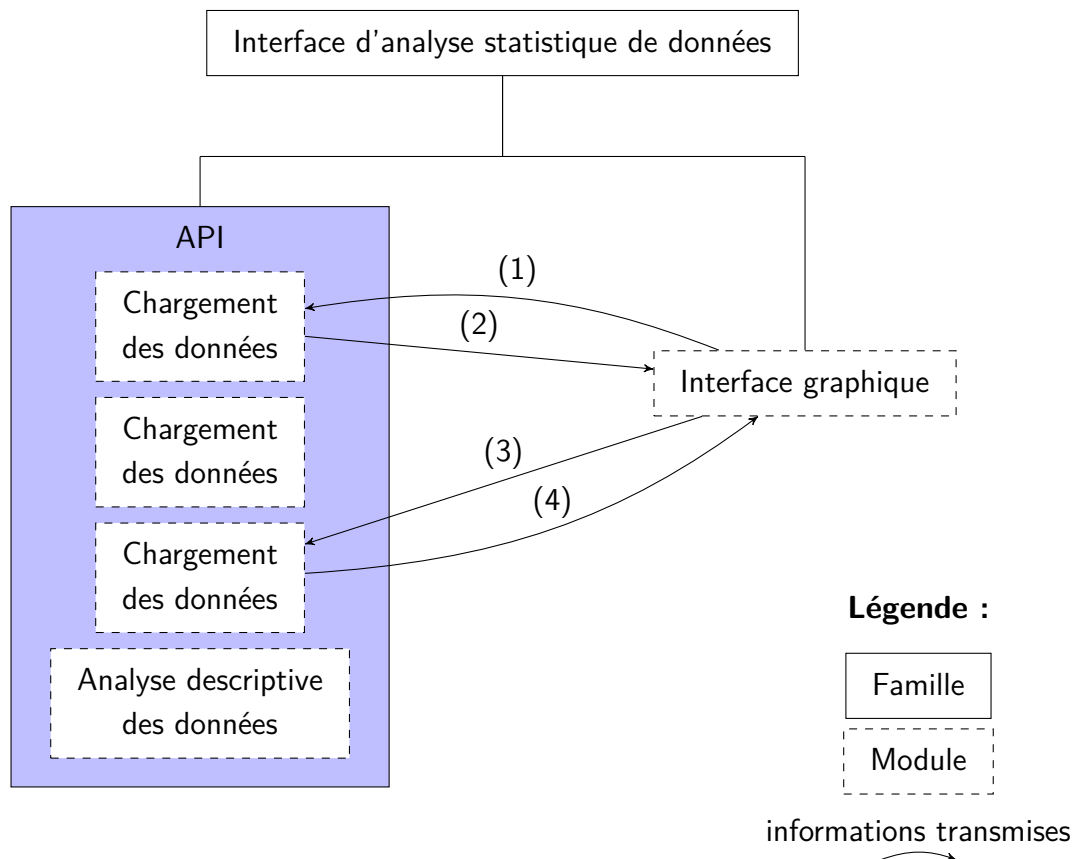 Interface d'analyse statistique de données
API
Chargement
des données
(1)
(2)
Interface graphique
Chargement
des données
(3)
(4)
Chargement
des données
Analyse descriptive
des données
Légende :
Famille
Module
informations transmises